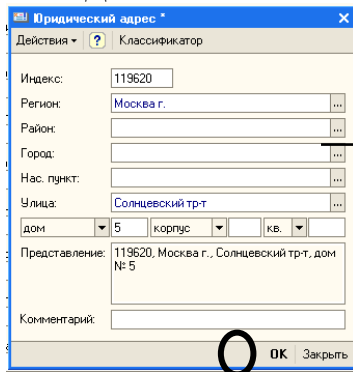 Юридический адрес *
Действия ? Классификатор
Индекс: 119620
Регион: Москва г. ...
Район: ...
Город: ...
Нас. пункт: ...
Улица: Солнцевский тр-т ...
дом 5 корпус кв.
Представление: 119620, Москва г., Солнцевский тр-т, дом
№ 5
Комментарий:
OK Закрыть